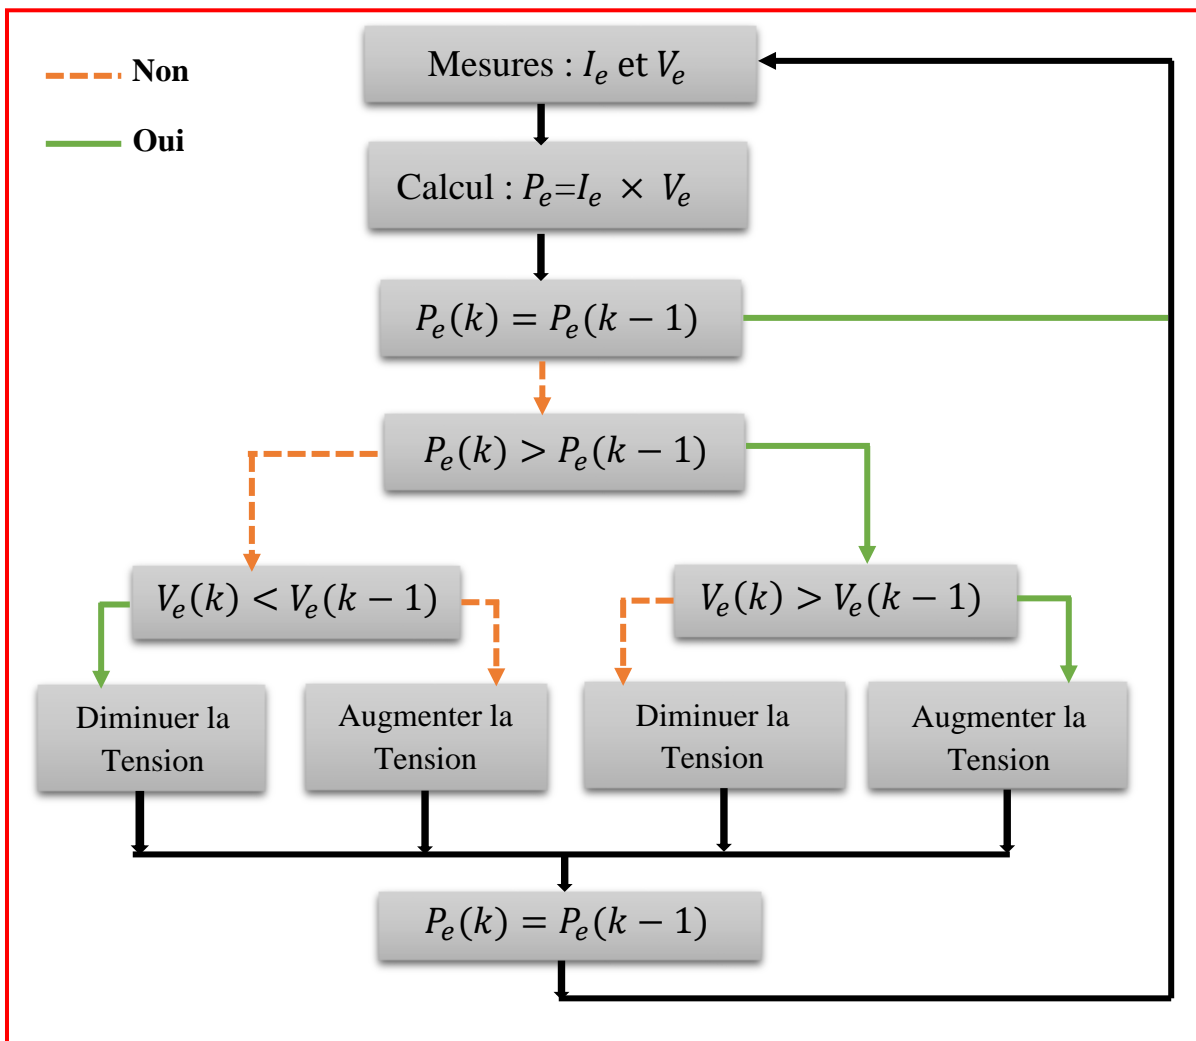 Non
Oui
Mesures : $I_e$ et $V_e$
Calcul : $P_e$=$I_e$ × $V_e$
$P_e(k) = P_e(k - 1)$
$P_e(k) > P_e(k - 1)$
$V_e(k) < V_e(k - 1)$
$V_e(k) > V_e(k - 1)$
Diminuer la
Tension
Augmenter la
Tension
Diminuer la
Tension
Augmenter la
Tension
$P_e(k) = P_e(k - 1)$